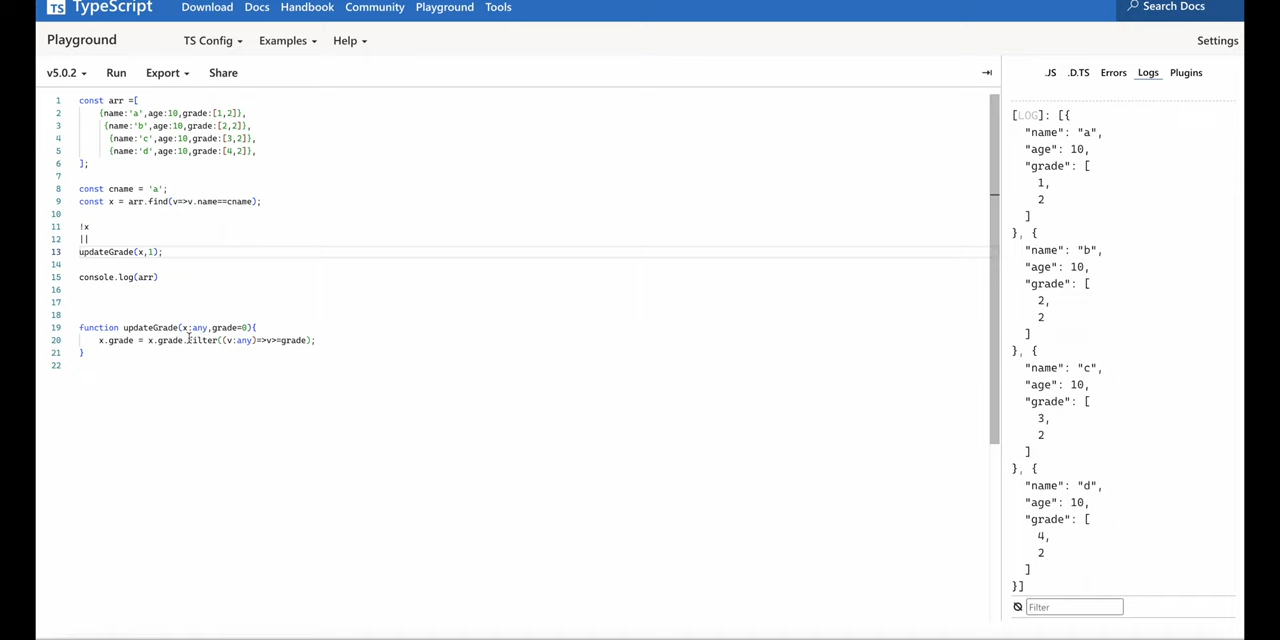 TS TypeScript Download Docs Handbook Community Playground Tools Search Docs
Playground TS Config Examples Help Settings
v5.0.2 Run Export Share .JS .D.TS Errors Logs Plugins
1 const arr =[
2 {name:'a',age:10,grade:[1,2]},
3 {name:'b',age:10,grade:[2,2]},
4 {name:'c',age:10,grade:[3,2]},
5 {name:'d',age:10,grade:[4,2]},
6 ];
7
8 const cname = 'a';
9 const x = arr.find(v=>v.name==cname);
10
11 !x
12 ||
13 updateGrade(x,1);
14
15 console.log(arr)
16
17
18
19 function updateGrade(x:any,grade=0){
20 x.grade = x.grade.filter((v:any)=>v>=grade);
21 }
22
[LOG]: [{
"name": "a",
"age": 10,
"grade": [
1,
2
]
}, {
"name": "b",
"age": 10,
"grade": [
2,
2
]
}, {
"name": "c",
"age": 10,
"grade": [
3,
2
]
}, {
"name": "d",
"age": 10,
"grade": [
4,
2
]
}]
Filter